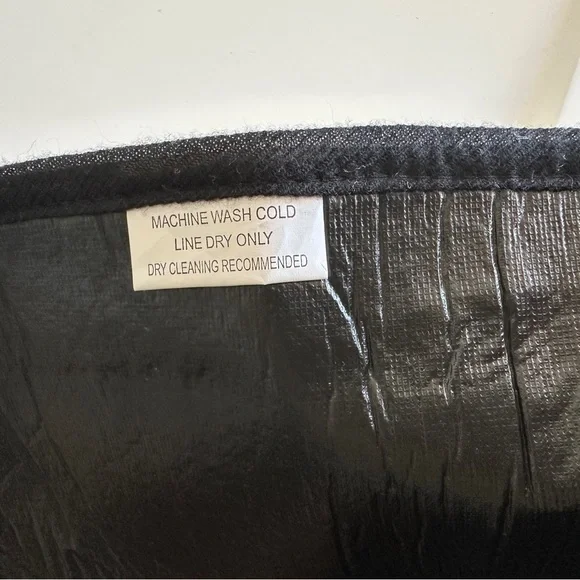 MACHINE WASH COLD
LINE DRY ONLY
DRY CLEANING RECOMMENDED